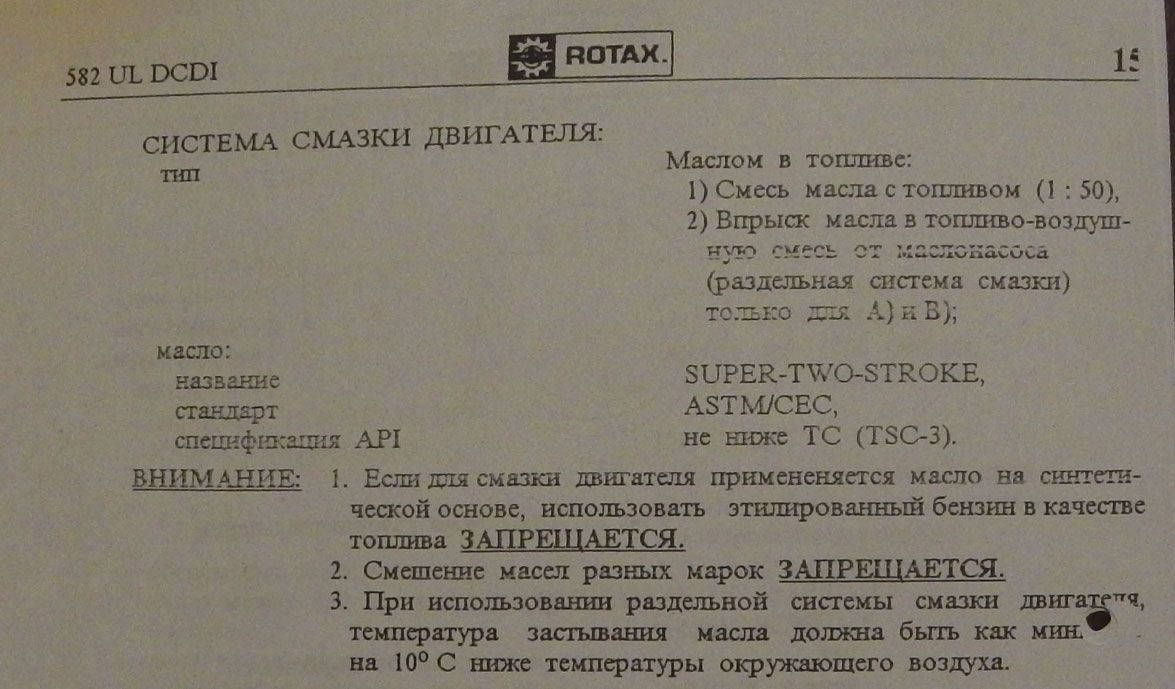 582 UL DCDI
ROTAX.
СИСТЕМА СМАЗКИ ДВИГАТЕЛЯ:
тип
Маслом в топливе:
1) Смесь масла с топливом (1 : 50),
2) Впрыск масла в топливо-воздуш-
ную смесь от маслонасоса
(раздельная система смазки)
только для А) и В);
масло:
название
SUPER-TWO-STROKE,
стандарт
ASTM/CEC,
спецификация API
не ниже TC (TSC-3).
ВНИМАНИЕ: 1. Если для смазки двигателя примененяется масло на синтети-
ческой основе, использовать этилированный бензин в качестве
топлива ЗАПРЕЩАЕТСЯ.
2. Смешение масел разных марок ЗАПРЕЩАЕТСЯ.
3. При использовании раздельной системы смазки двигателя,
температура застывания масла должна быть как мин.
на 10° С ниже температуры окружающего воздуха.